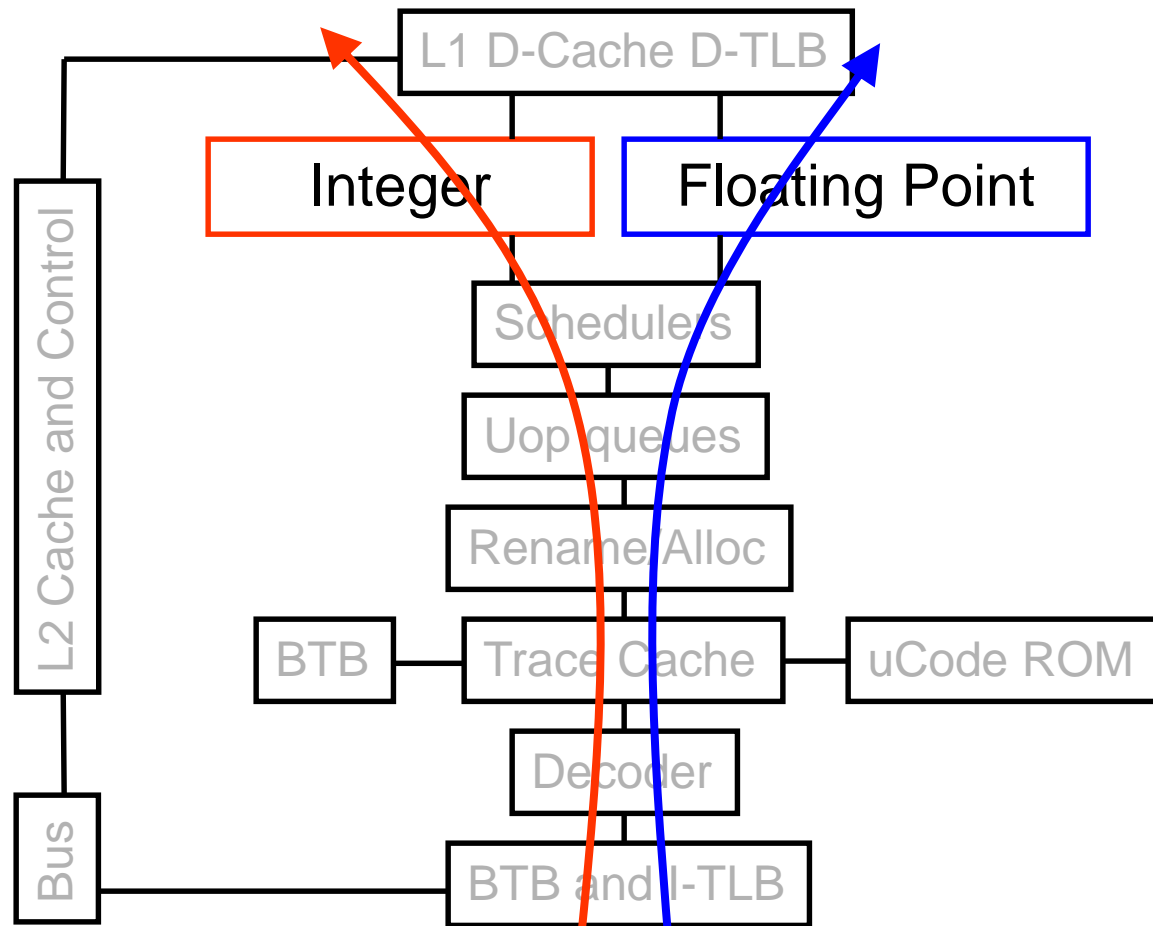 L1 D-Cache D-TLB
Integer
Floating Point
L2 Cache and Control
Schedulers
Uop queues
Rename/Alloc
BTB
Trace Cache
uCode ROM
Decoder
Bus
BTB and I-TLB